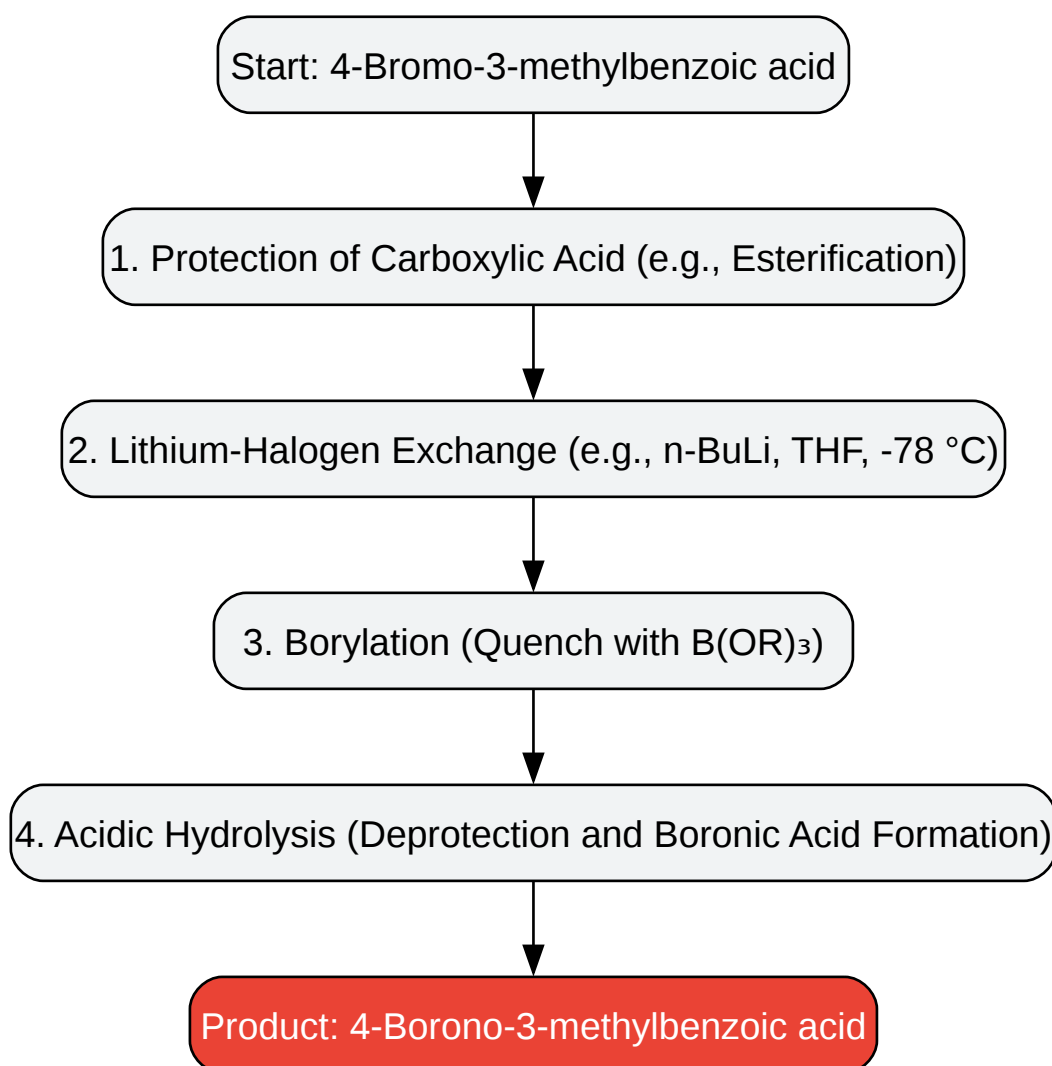 Start: 4-Bromo-3-methylbenzoic acid
1. Protection of Carboxylic Acid (e.g., Esterification)
2. Lithium-Halogen Exchange (e.g., n-BuLi, THF, -78 °C)
3. Borylation (Quench with B(OR)₃)
4. Acidic Hydrolysis (Deprotection and Boronic Acid Formation)
Product: 4-Borono-3-methylbenzoic acid